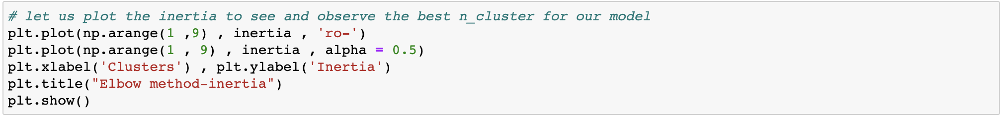 # let us plot the inertia to see and observe the best n_cluster for our model
plt.plot(np.arange(1 ,9) , inertia , 'ro-')
plt.plot(np.arange(1 , 9) , inertia , alpha = 0.5)
plt.xlabel('Clusters') , plt.ylabel('Inertia')
plt.title("Elbow method-inertia")
plt.show()